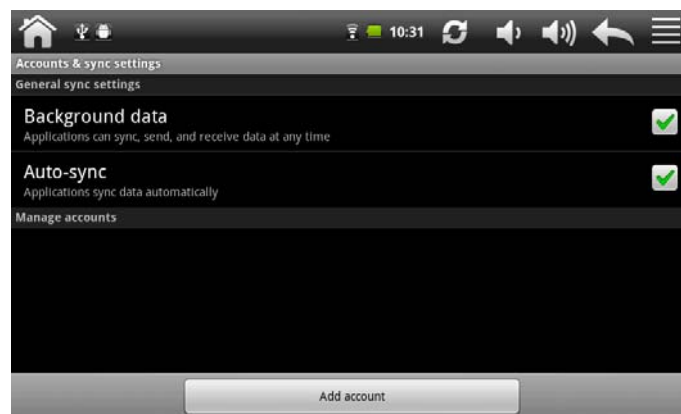 10:31
Accounts & sync settings
General sync settings
Background data
Applications can sync, send, and receive data at any time
Auto-sync
Applications sync data automatically
Manage accounts
Add account